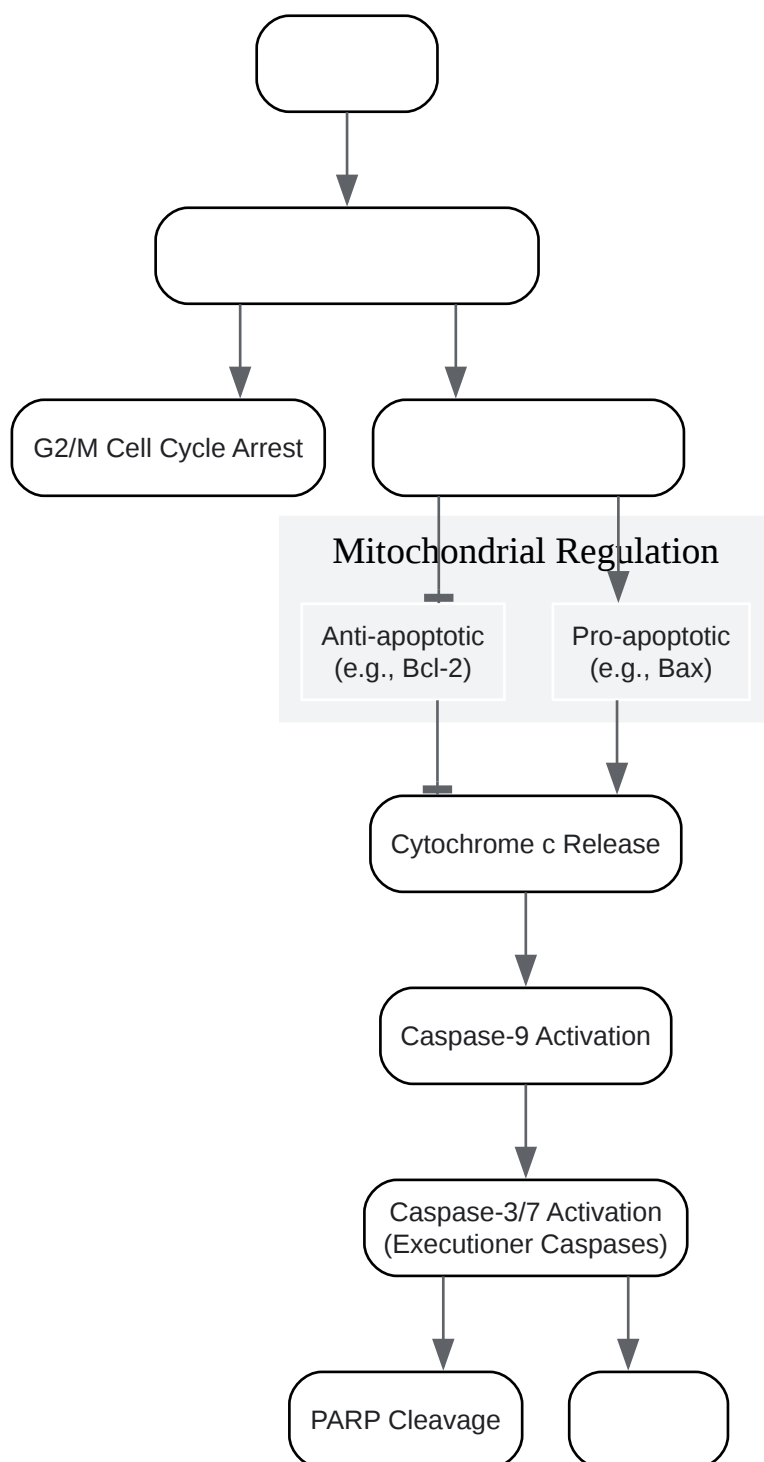 G2/M Cell Cycle Arrest
Mitochondrial Regulation
Anti-apoptotic
(e.g., Bcl-2)
Pro-apoptotic
(e.g., Bax)
Cytochrome c Release
Caspase-9 Activation
Caspase-3/7 Activation
(Executioner Caspases)
PARP Cleavage